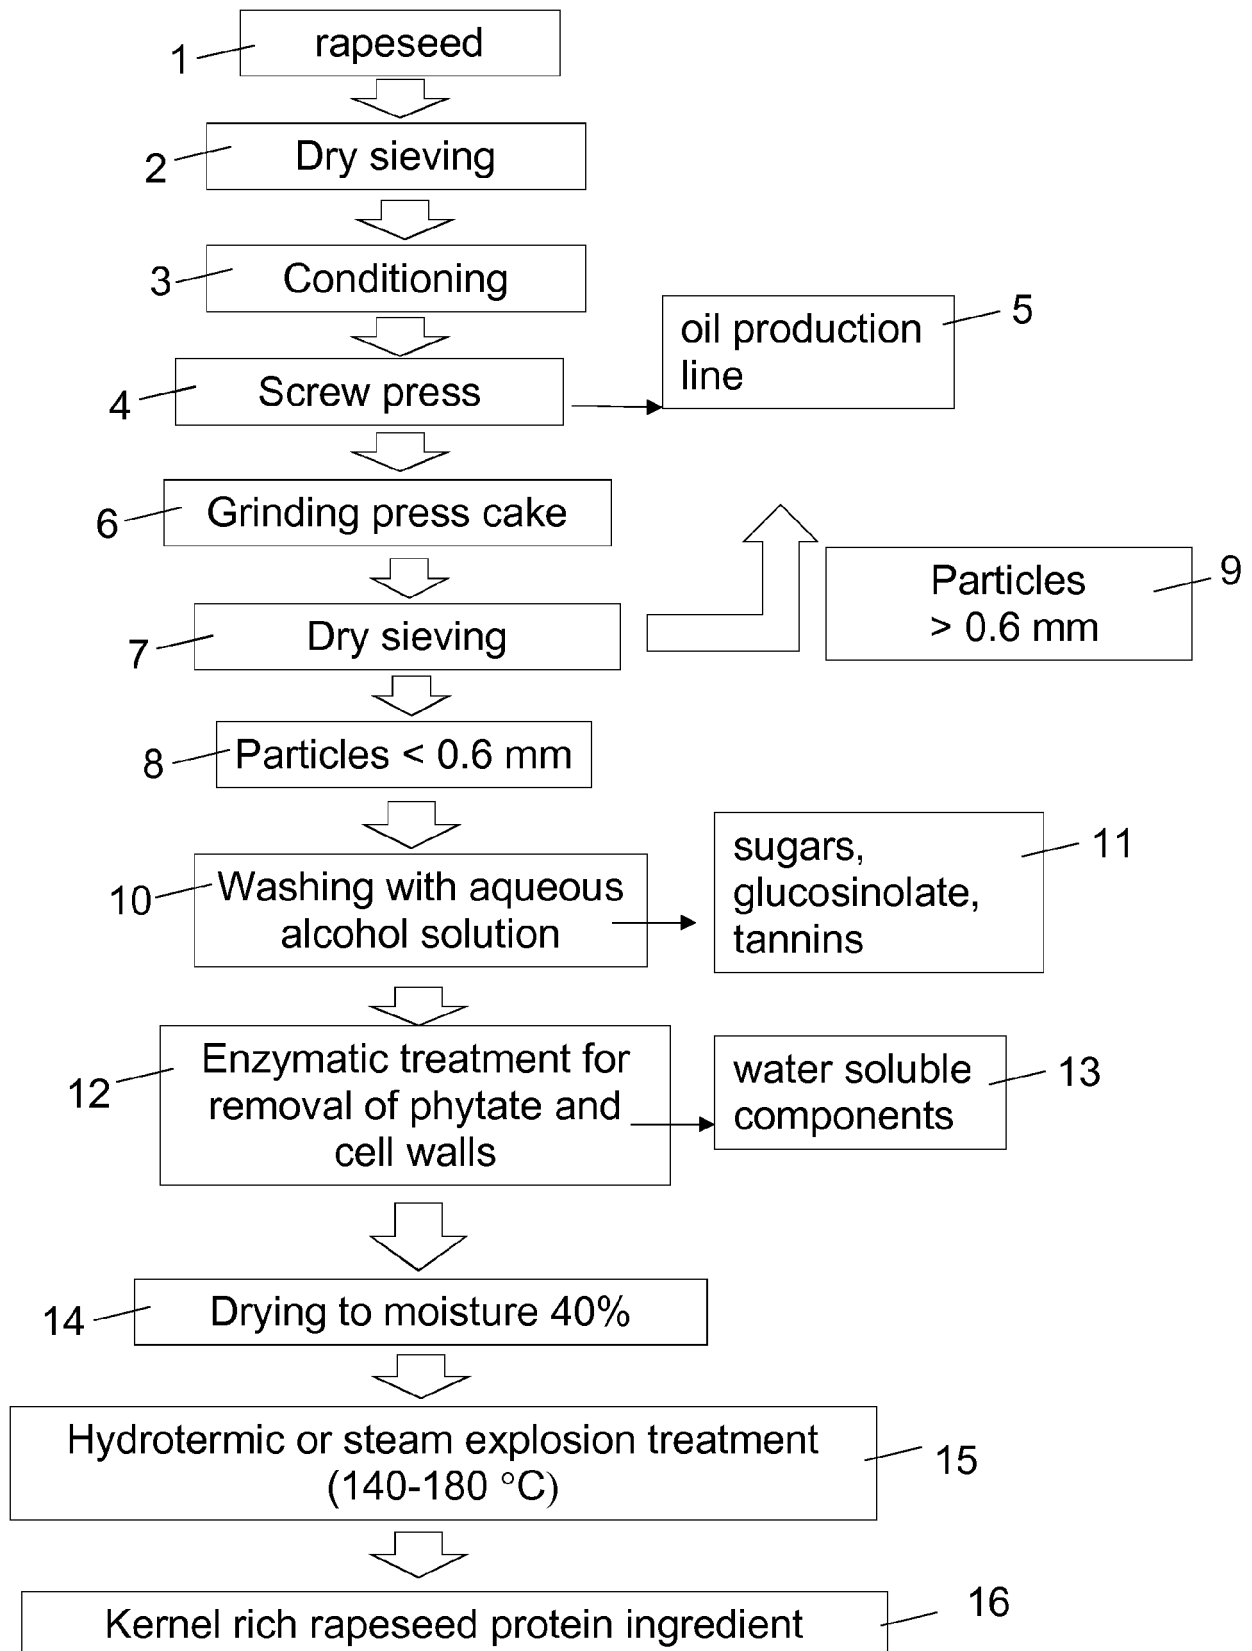 1
rapeseed
2
Dry sieving
3
Conditioning
4
Screw press
oil production
line
5
6
Grinding press cake
7
Dry sieving
Particles
> 0.6 mm
9
8
Particles < 0.6 mm
10
Washing with aqueous
alcohol solution
sugars,
glucosinolate,
tannins
11
12
Enzymatic treatment for
removal of phytate and
cell walls
water soluble
components
13
14
Drying to moisture 40%
Hydrotermic or steam explosion treatment
(140-180 °C)
15
Kernel rich rapeseed protein ingredient
16